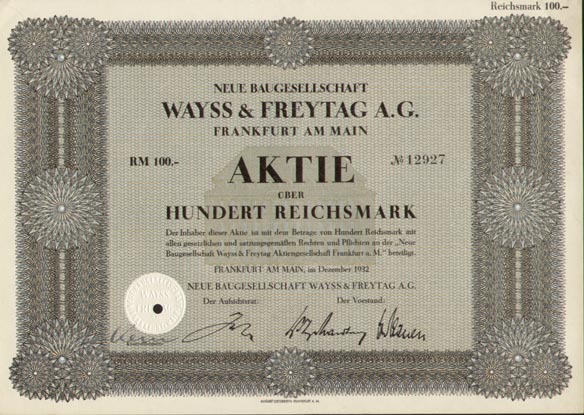 Reichsmark 100.–
NEUE BAUGESELLSCHAFT
WAYSS & FREYTAG A.G.
FRANKFURT AM MAIN
RM 100.- AKTIE № 12927
ÜBER
HUNDERT REICHSMARK
Der Inhaber dieser Aktie ist mit dem Betrage von Hundert Reichsmark mit
allen gesetzlichen und satzungsgemäßen Rechten und Pflichten an der „Neue
Baugesellschaft Wayss & Freytag Aktiengesellschaft Frankfurt a. M." beteiligt.
FRANKFURT AM MAIN, im Dezember 1932
NEUE BAUGESELLSCHAFT WAYSS & FREYTAG A.G.
Der Aufsichtsrat: Der Vorstand: